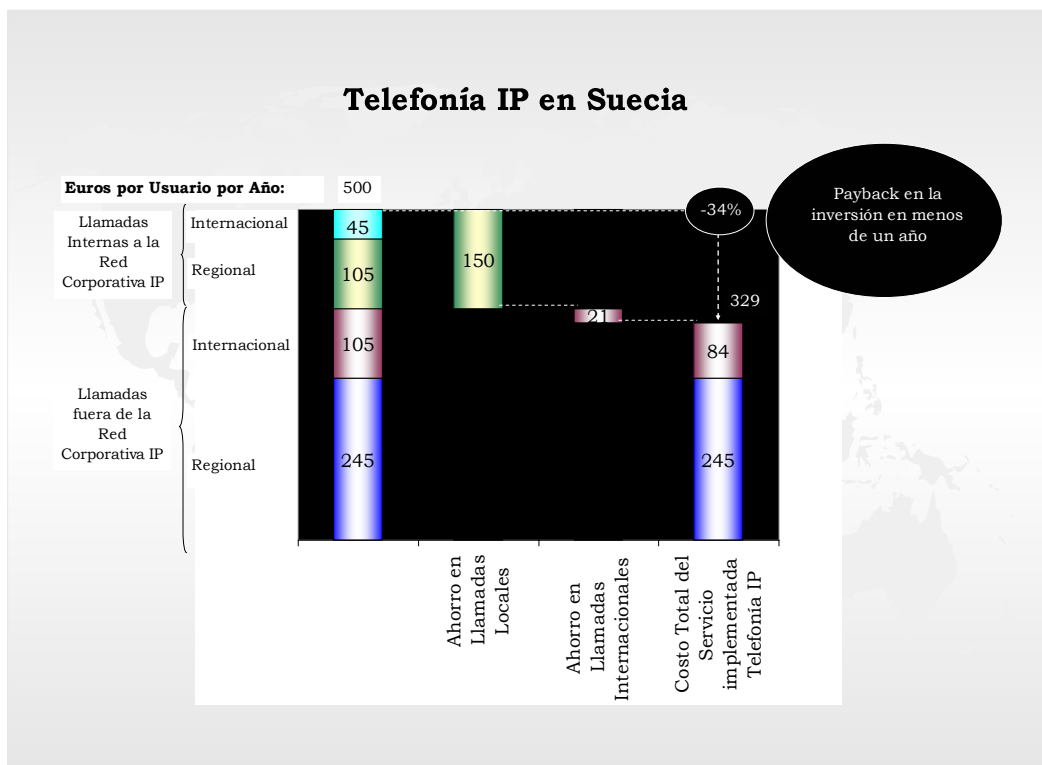 Telefonía IP en Suecia
Euros por Usuario por Año:
500
Llamadas
Internas a la
Red
Corporativa IP
Internacional
Regional
Llamadas
fuera de la
Red
Corporativa IP
Internacional
Regional
45
105
105
245
150
21
-34%
329
84
245
Payback en la
inversión en menos
de un año
Ahorro en
Llamadas
Locales
Ahorro en
Llamadas
Internacionales
Costo Total del
Servicio
implementada
Telefonía IP